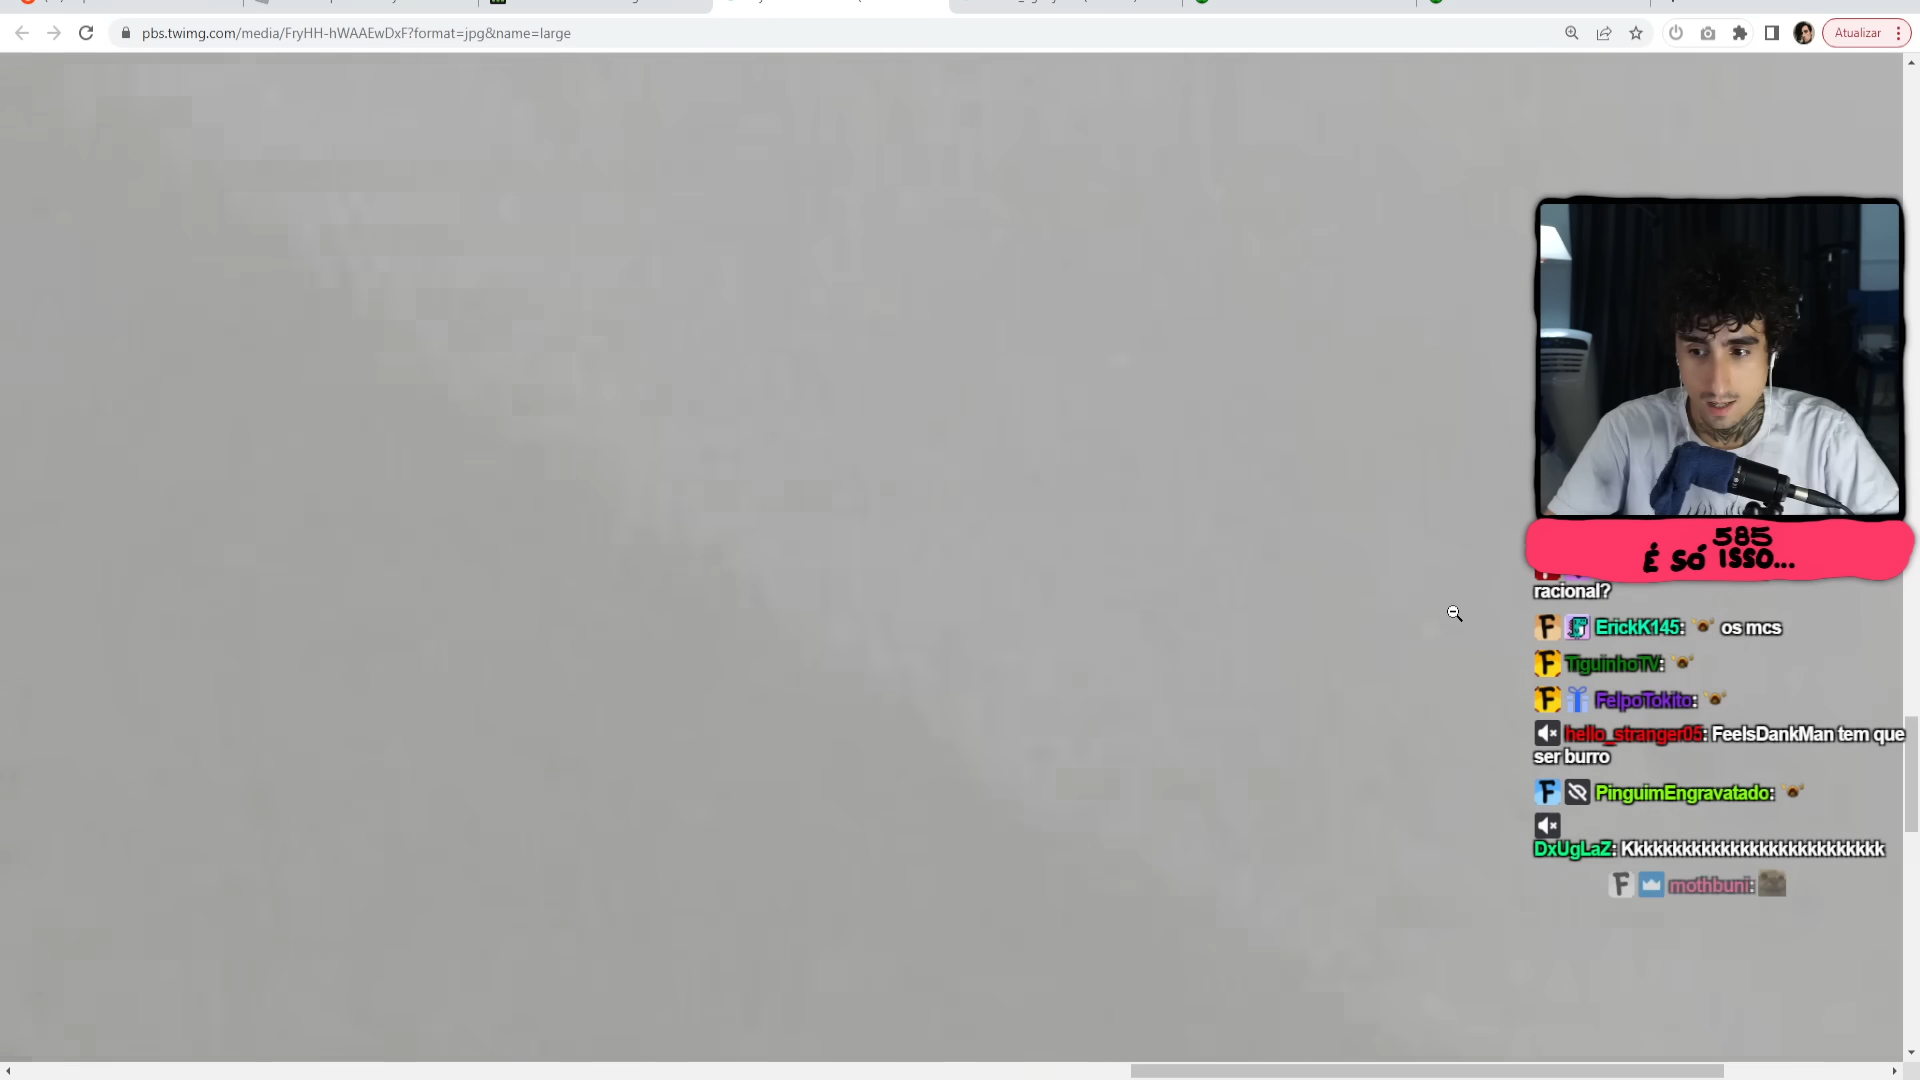 pbs.twimg.com/media/FryHH-hWAAEwDxF?format=jpg&name=large
Atualizar
585
É SÓ ISSO...
racional?
F ErickK145: os mcs
F TiguinhoTV:
F FelpoTokito:
hello_stranger05: FeelsDankMan tem que
ser burro
F PinguimEngravatado:
DxUgLaZ: Kkkkkkkkkkkkkkkkkkkkkkkkkk
F mothbuni: